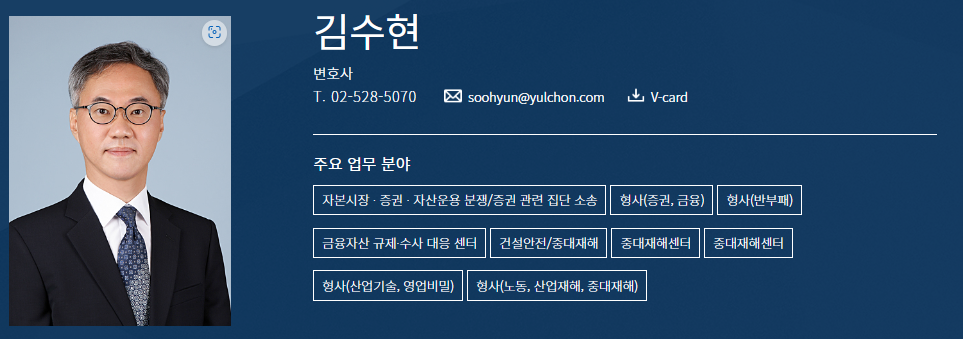 김수현
변호사
T. 02-528-5070 soohyun@yulchon.com V-card
주요 업무 분야
자본시장 · 증권 · 자산운용 분쟁/증권 관련 집단 소송 형사(증권, 금융) 형사(반부패)
금융자산 규제·수사 대응 센터 건설안전/중대재해 중대재해센터 중대재해센터
형사(산업기술, 영업비밀) 형사(노동, 산업재해, 중대재해)